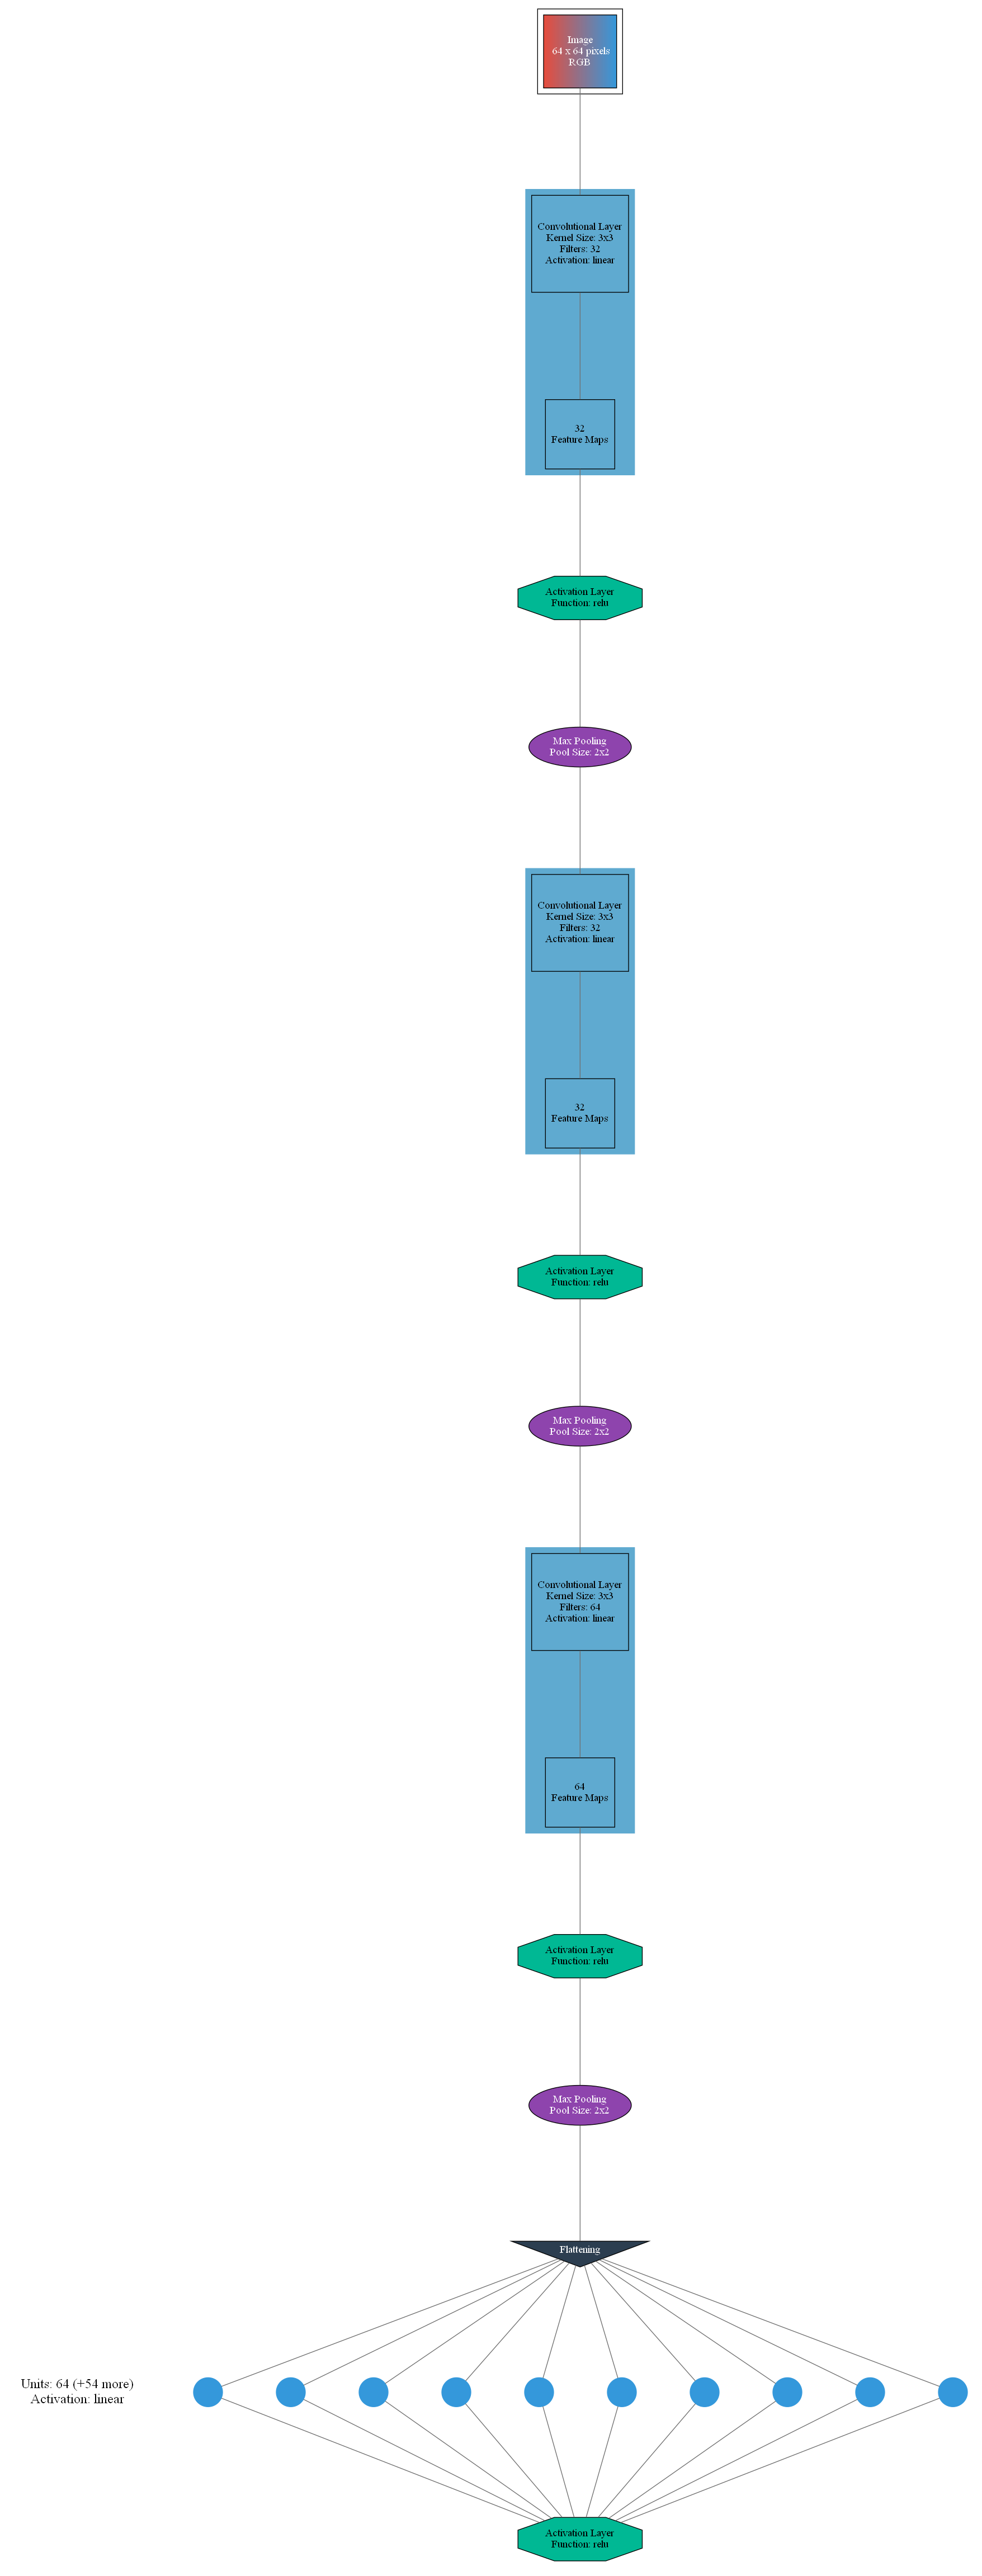 Image
64 x 64 pixels
RGB
Convolutional Layer
Kernel Size: 3x3
Filters: 32
Activation: linear
32
Feature Maps
Activation Layer
Function: relu
Max Pooling
Pool Size: 2x2
Convolutional Layer
Kernel Size: 3x3
Filters: 32
Activation: linear
32
Feature Maps
Activation Layer
Function: relu
Max Pooling
Pool Size: 2x2
Convolutional Layer
Kernel Size: 3x3
Filters: 64
Activation: linear
64
Feature Maps
Activation Layer
Function: relu
Max Pooling
Pool Size: 2x2
Flattening
Units: 64 (+54 more)
Activation: linear
Activation Layer
Function: relu